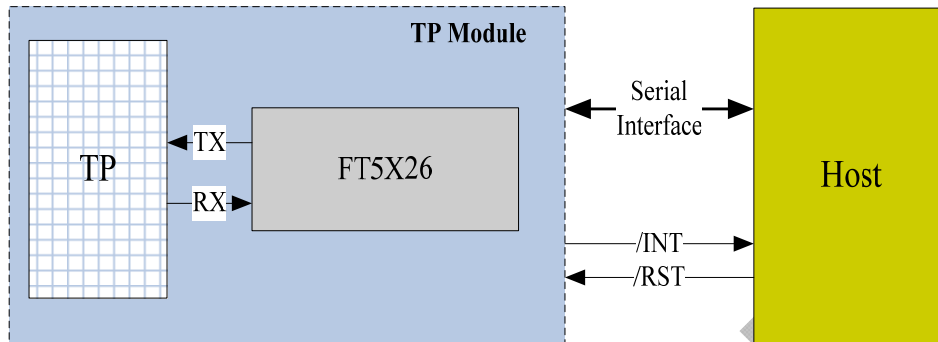 TP Module
TP
TX
RX
FT5X26
Serial
Interface
/INT
/RST
Host